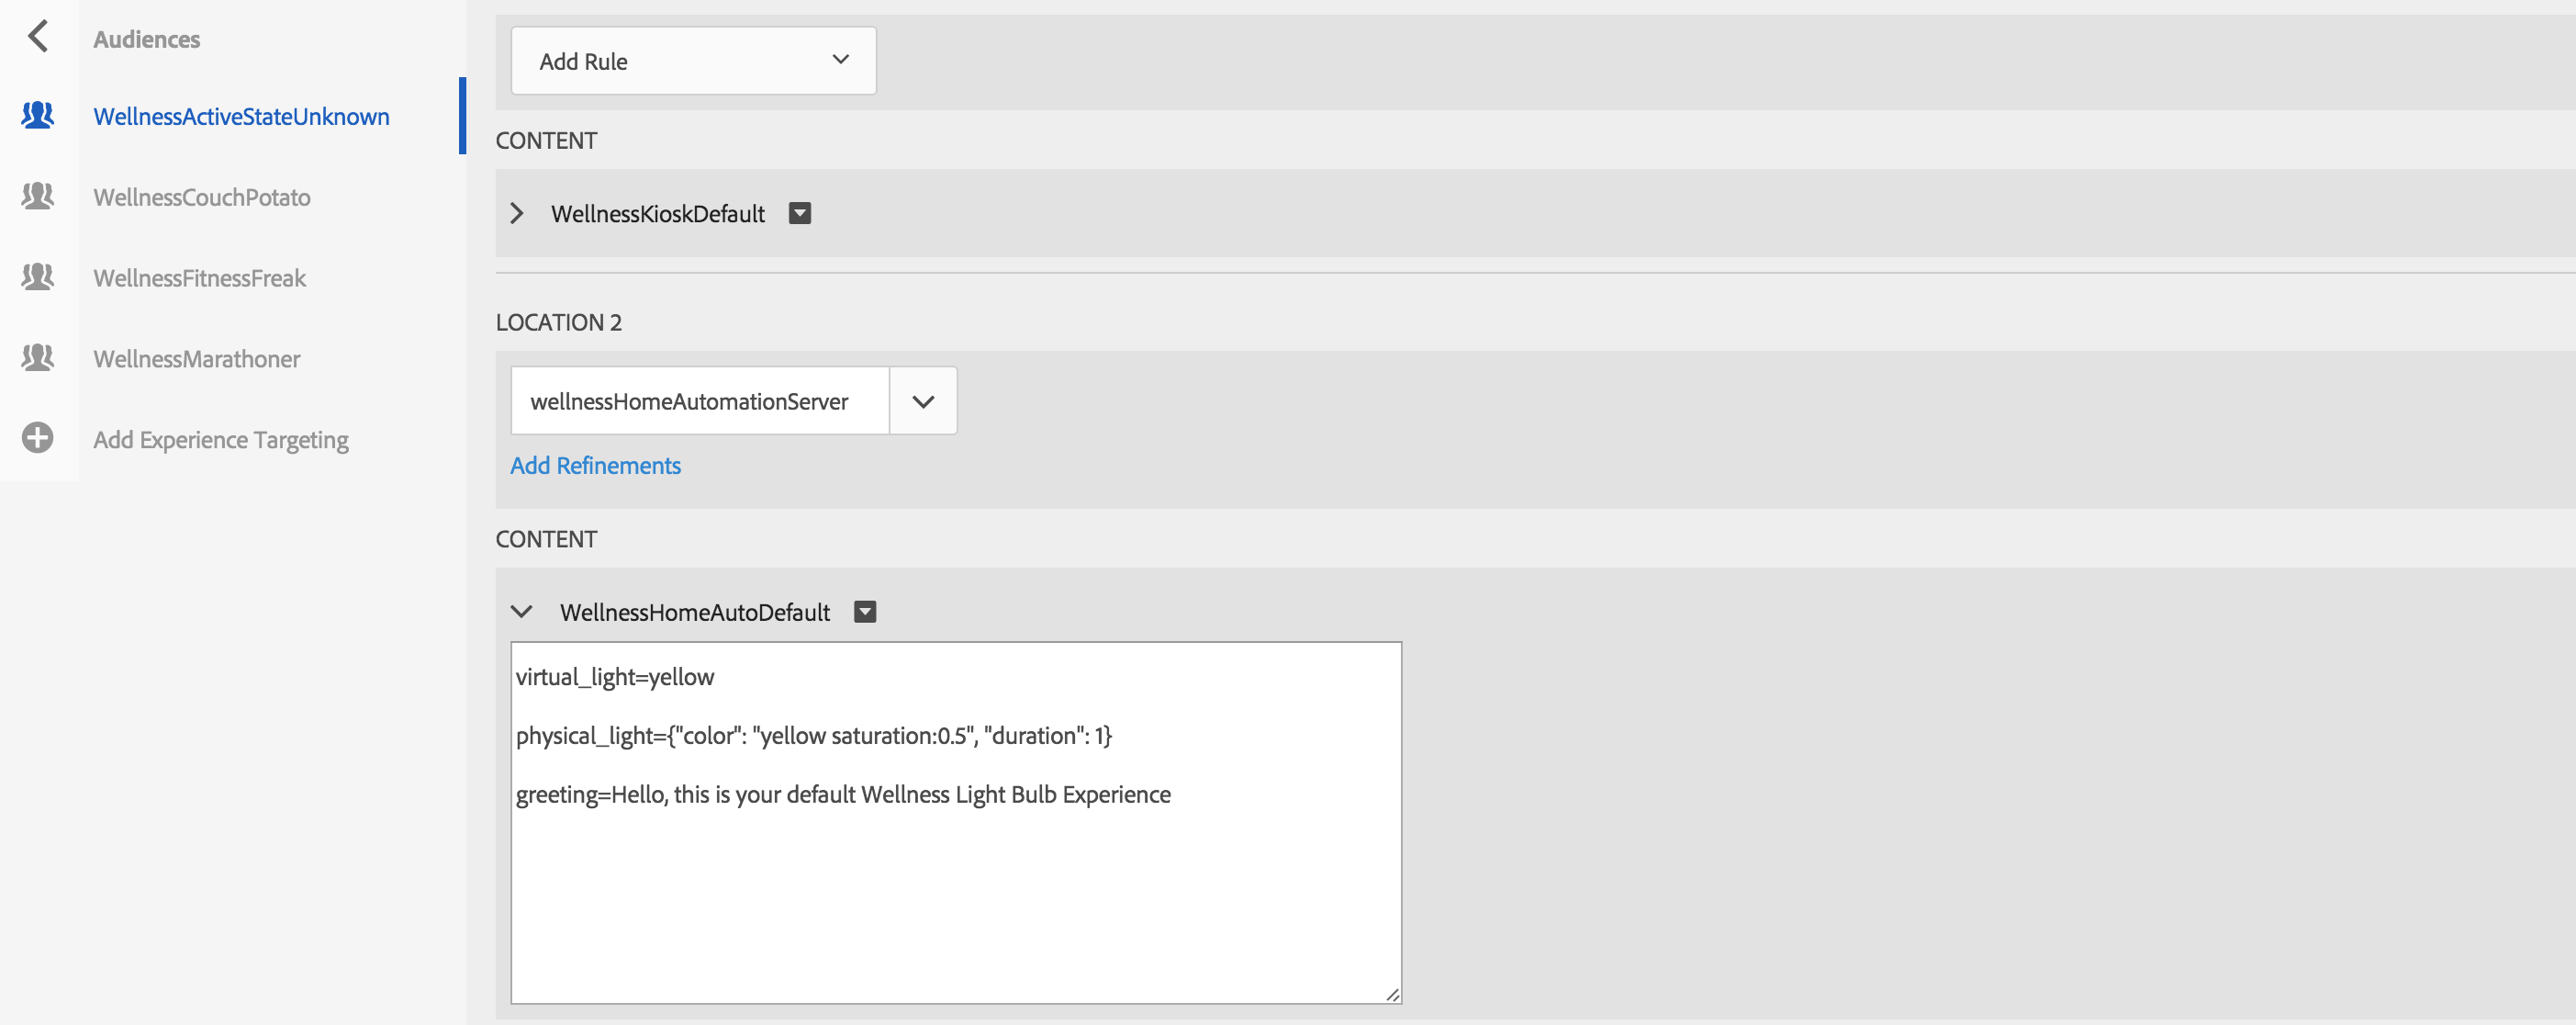 Audiences
WellnessActiveStateUnknown
WellnessCouchPotato
WellnessFitnessFreak
WellnessMarathoner
Add Experience Targeting
Add Rule
CONTENT
WellnessKioskDefault
LOCATION 2
wellnessHomeAutomationServer
Add Refinements
CONTENT
WellnessHomeAutoDefault
virtual_light=yellow
physical_light={"color": "yellow saturation:0.5", "duration": 1}
greeting=Hello, this is your default Wellness Light Bulb Experience